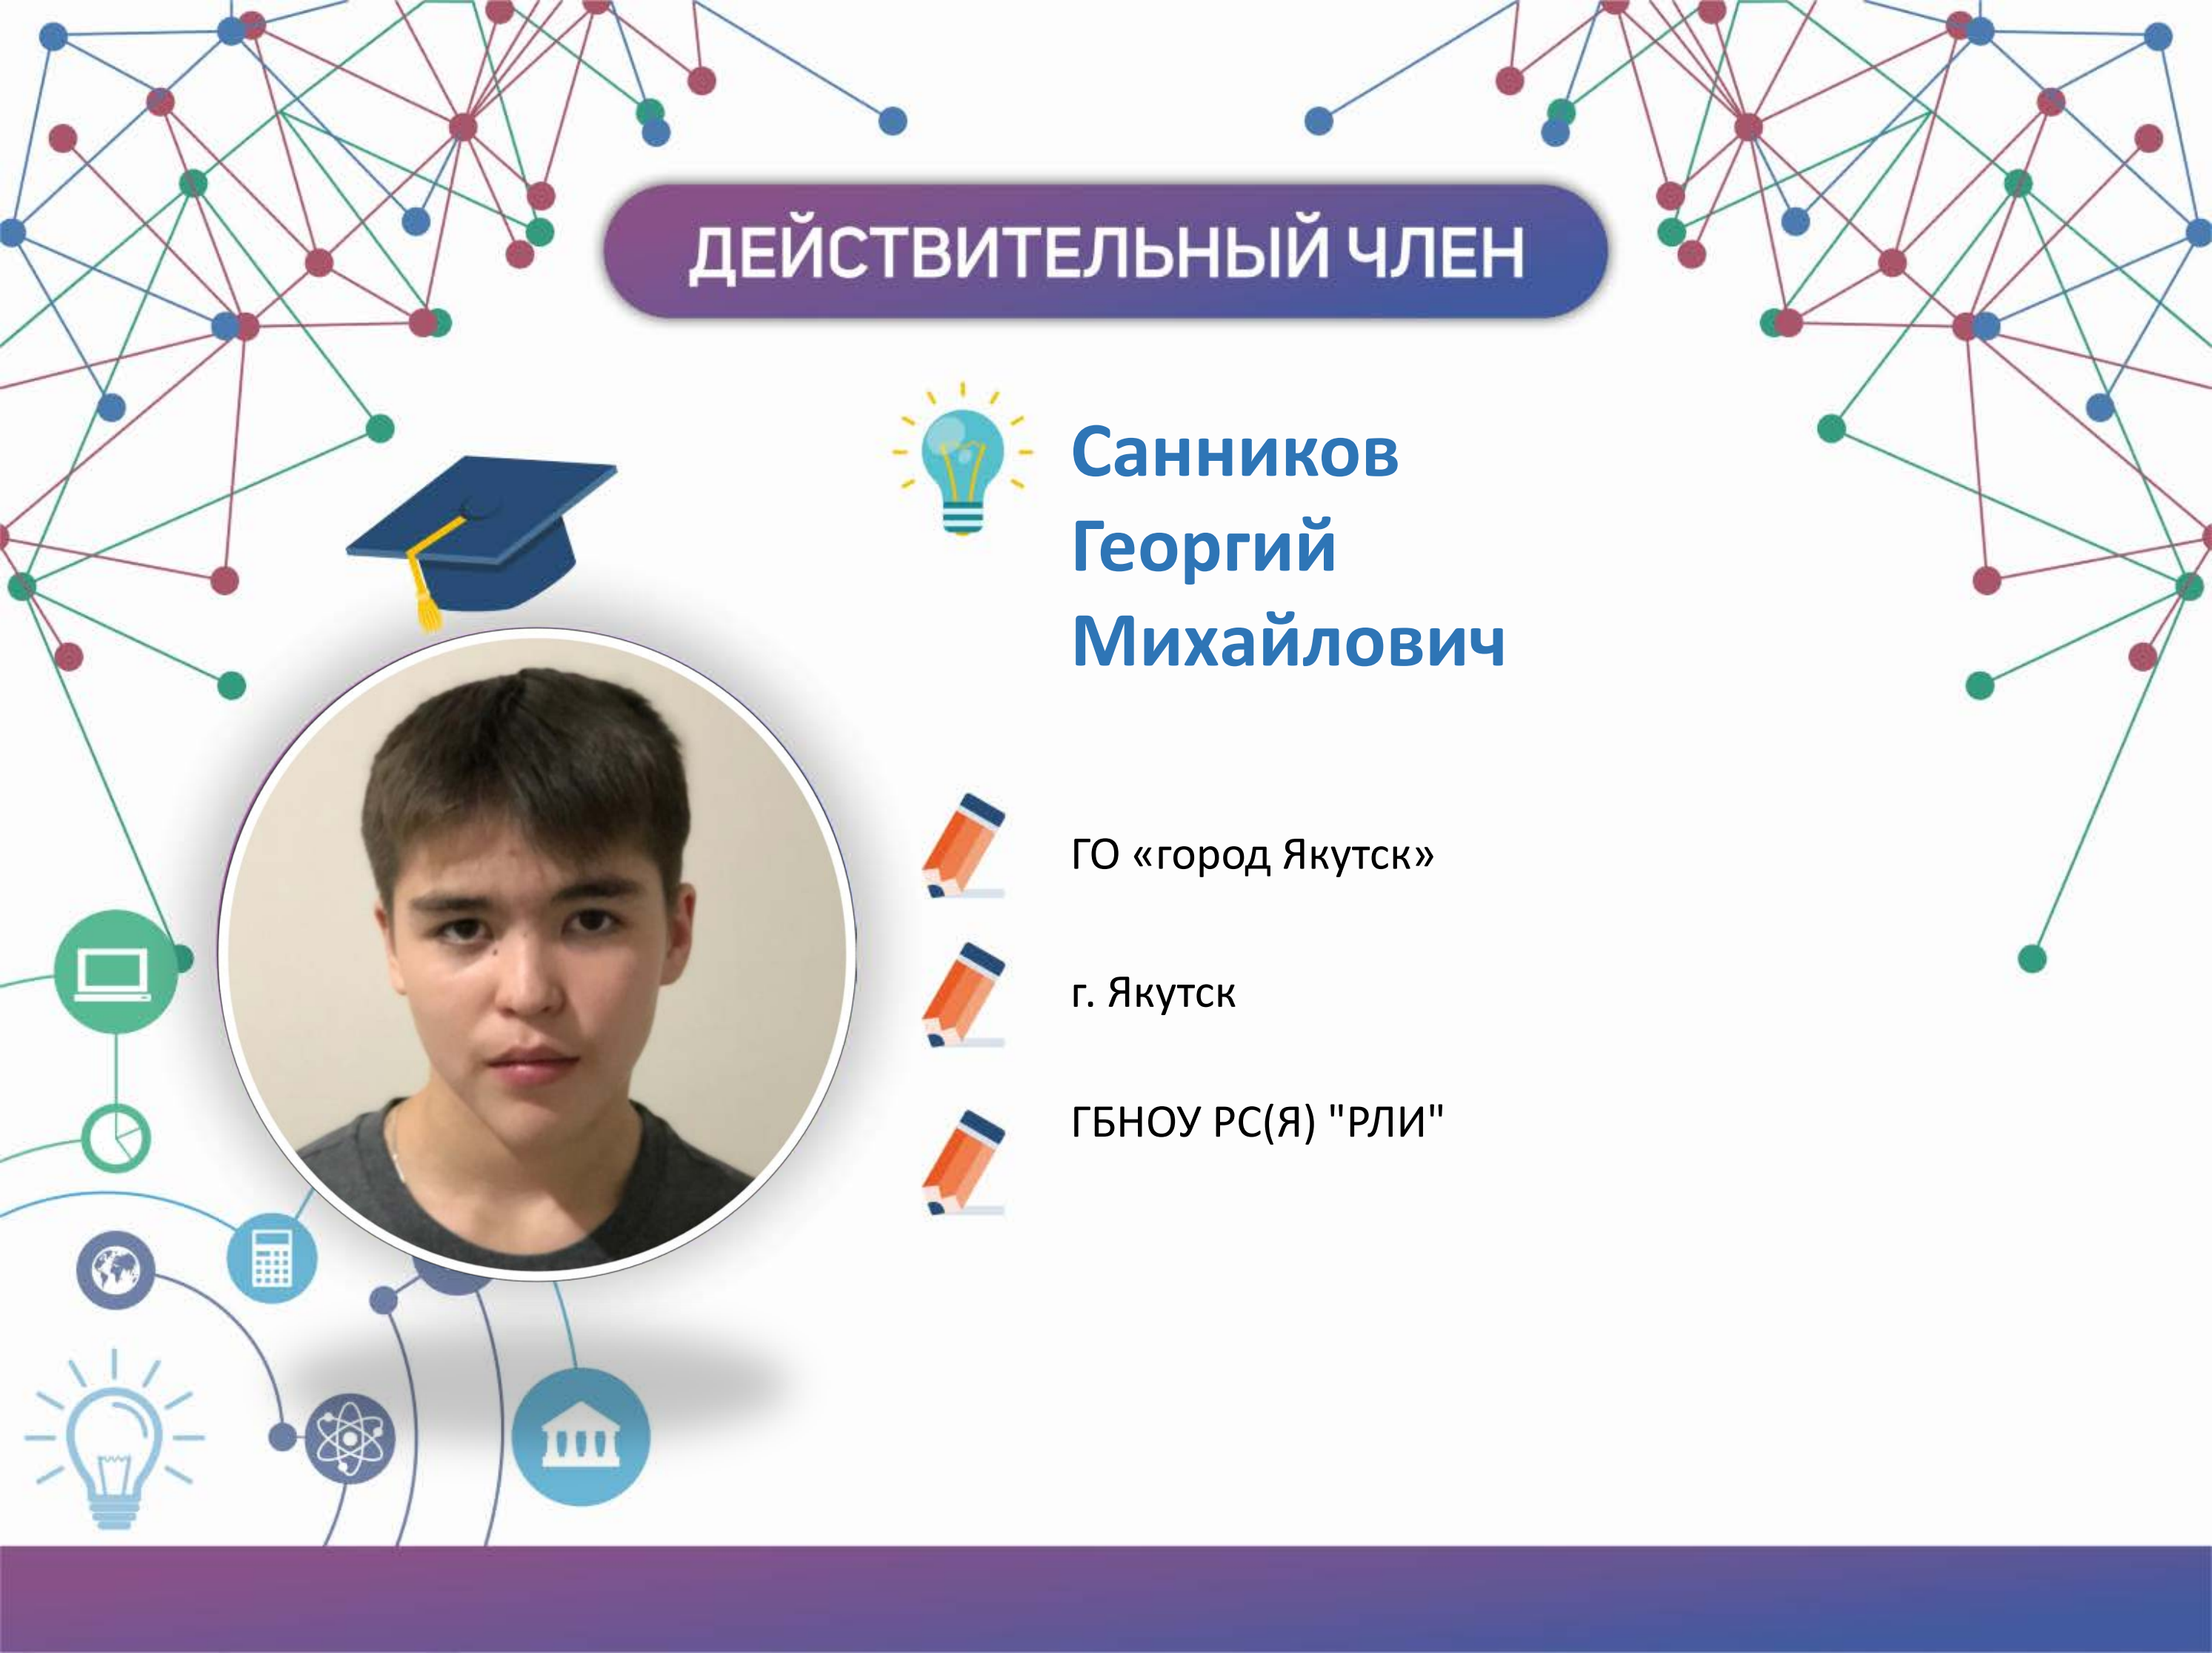 ДЕЙСТВИТЕЛЬНЫЙ ЧЛЕН
Санников
Георгий
Михайлович
ГО «город Якутск»
г. Якутск
ГБНОУ РС(Я) "РЛИ"